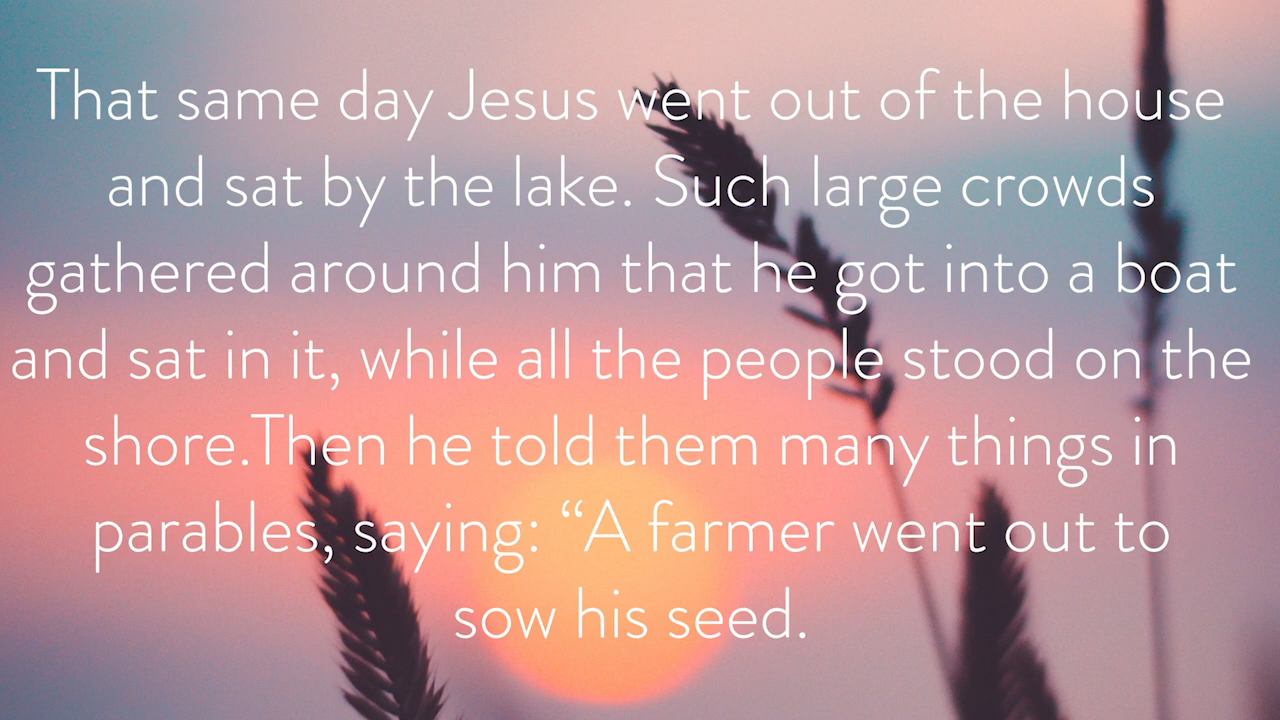 That same day Jesus went out of the house
and sat by the lake. Such large crowds
gathered around him that he got into a boat
and sat in it, while all the people stood on the
shore.Then he told them many things in
parables, saying: “A farmer went out to
sow his seed.